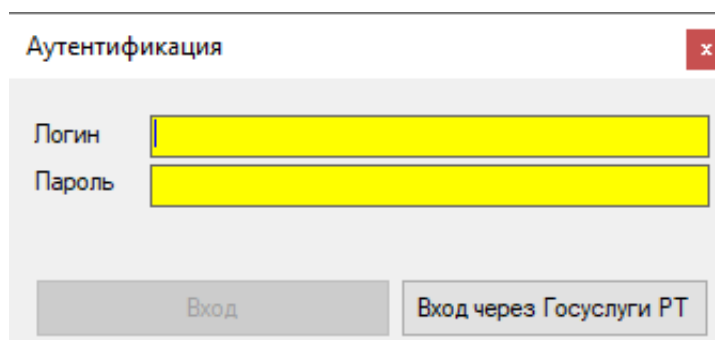 Аутентификация
x
Логин
Пароль
Вход
Вход через Госуслуги РТ